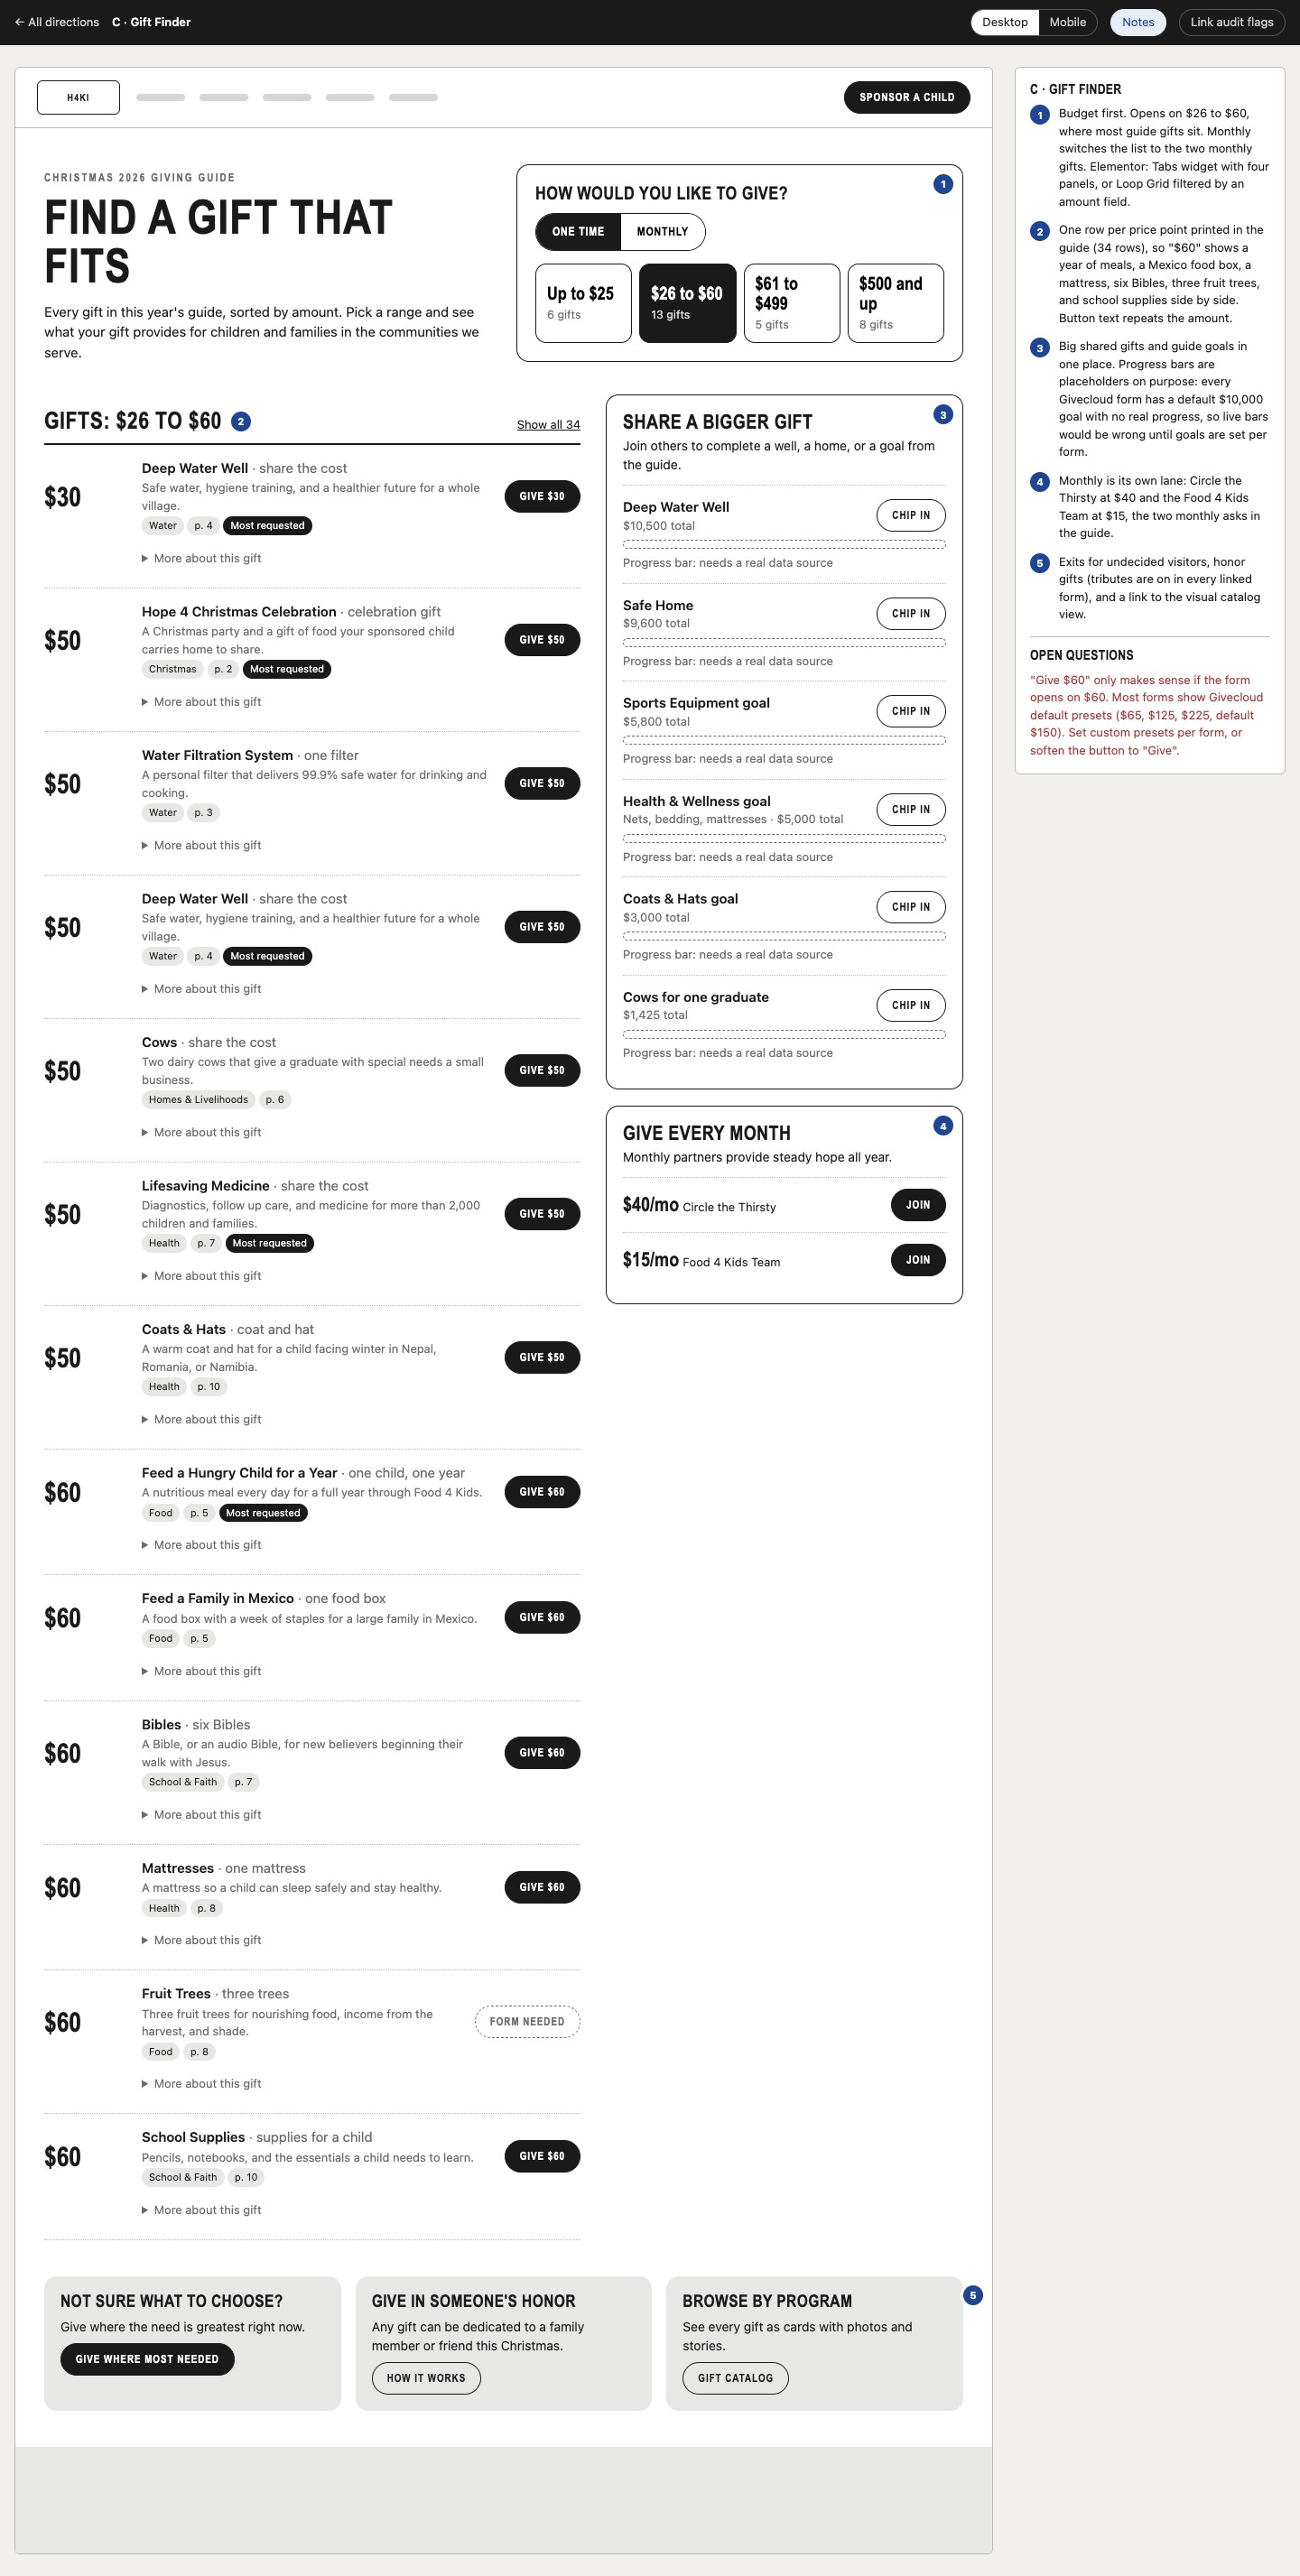 ← All directions
C · Gift Finder
Desktop
Mobile
Notes
Link audit flags
H4KI
SPONSOR A CHILD
CHRISTMAS 2026 GIVING GUIDE
FIND A GIFT THAT
FITS
Every gift in this year's guide, sorted by amount. Pick a range and see
what your gift provides for children and families in the communities we
serve.
HOW WOULD YOU LIKE TO GIVE?
1
ONE TIME
MONTHLY
Up to $25
6 gifts
$26 to $60
13 gifts
$61 to
$499
5 gifts
$500 and
up
8 gifts
GIFTS: $26 TO $60
2
Show all 34
$30
Deep Water Well · share the cost
Safe water, hygiene training, and a healthier future for a whole
village.
Water
p. 4
Most requested
▶ More about this gift
GIVE $30
$50
Hope 4 Christmas Celebration · celebration gift
A Christmas party and a gift of food your sponsored child
carries home to share.
Christmas
p. 2
Most requested
▶ More about this gift
GIVE $50
$50
Water Filtration System · one filter
A personal filter that delivers 99.9% safe water for drinking and
cooking.
Water
p. 3
▶ More about this gift
GIVE $50
$50
Deep Water Well · share the cost
Safe water, hygiene training, and a healthier future for a whole
village.
Water
p. 4
Most requested
▶ More about this gift
GIVE $50
$50
Cows · share the cost
Two dairy cows that give a graduate with special needs a small
business.
Homes & Livelihoods
p. 6
▶ More about this gift
GIVE $50
$50
Lifesaving Medicine · share the cost
Diagnostics, follow up care, and medicine for more than 2,000
children and families.
Health
p. 7
Most requested
▶ More about this gift
GIVE $50
$50
Coats & Hats · coat and hat
A warm coat and hat for a child facing winter in Nepal,
Romania, or Namibia.
Health
p. 10
▶ More about this gift
GIVE $50
$60
Feed a Hungry Child for a Year · one child, one year
A nutritious meal every day for a full year through Food 4 Kids.
Food
p. 5
Most requested
▶ More about this gift
GIVE $60
$60
Feed a Family in Mexico · one food box
A food box with a week of staples for a large family in Mexico.
Food
p. 5
▶ More about this gift
GIVE $60
$60
Bibles · six Bibles
A Bible, or an audio Bible, for new believers beginning their
walk with Jesus.
School & Faith
p. 7
▶ More about this gift
GIVE $60
$60
Mattresses · one mattress
A mattress so a child can sleep safely and stay healthy.
Health
p. 8
▶ More about this gift
GIVE $60
$60
Fruit Trees · three trees
Three fruit trees for nourishing food, income from the
harvest, and shade.
Food
p. 8
▶ More about this gift
FORM NEEDED
$60
School Supplies · supplies for a child
Pencils, notebooks, and the essentials a child needs to learn.
School & Faith
p. 10
▶ More about this gift
GIVE $60
SHARE A BIGGER GIFT
3
Join others to complete a well, a home, or a goal from
the guide.
Deep Water Well
$10,500 total
CHIP IN
Progress bar: needs a real data source
Safe Home
$9,600 total
CHIP IN
Progress bar: needs a real data source
Sports Equipment goal
$5,800 total
CHIP IN
Progress bar: needs a real data source
Health & Wellness goal
Nets, bedding, mattresses · $5,000 total
CHIP IN
Progress bar: needs a real data source
Coats & Hats goal
$3,000 total
CHIP IN
Progress bar: needs a real data source
Cows for one graduate
$1,425 total
CHIP IN
Progress bar: needs a real data source
GIVE EVERY MONTH
4
Monthly partners provide steady hope all year.
$40/mo Circle the Thirsty
JOIN
$15/mo Food 4 Kids Team
JOIN
NOT SURE WHAT TO CHOOSE?
Give where the need is greatest right now.
GIVE WHERE MOST NEEDED
GIVE IN SOMEONE'S HONOR
Any gift can be dedicated to a family
member or friend this Christmas.
HOW IT WORKS
BROWSE BY PROGRAM
See every gift as cards with photos and
stories.
GIFT CATALOG
5
C · GIFT FINDER
1
Budget first. Opens on $26 to $60,
where most guide gifts sit. Monthly
switches the list to the two monthly
gifts. Elementor: Tabs widget with four
panels, or Loop Grid filtered by an
amount field.
2
One row per price point printed in the
guide (34 rows), so "$60" shows a
year of meals, a Mexico food box, a
mattress, six Bibles, three fruit trees,
and school supplies side by side.
Button text repeats the amount.
3
Big shared gifts and guide goals in
one place. Progress bars are
placeholders on purpose: every
Givecloud form has a default $10,000
goal with no real progress, so live bars
would be wrong until goals are set per
form.
4
Monthly is its own lane: Circle the
Thirsty at $40 and the Food 4 Kids
Team at $15, the two monthly asks in
the guide.
5
Exits for undecided visitors, honor
gifts (tributes are on in every linked
form), and a link to the visual catalog
view.
OPEN QUESTIONS
"Give $60" only makes sense if the form
opens on $60. Most forms show Givecloud
default presets ($65, $125, $225, default
$150). Set custom presets per form, or
soften the button to "Give".